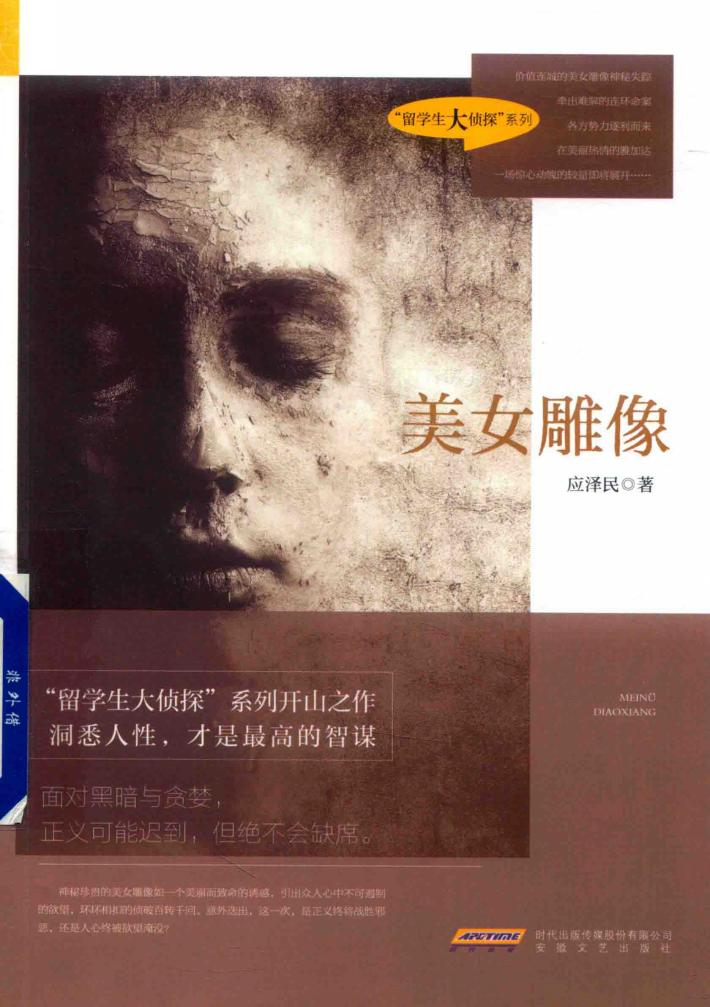 价值连城的美女雕像神秘失踪
牵出难解的连环命案
各方势力逐利而来
在美丽热情的雅加达
一场惊心动魄的较量即将展开……
“留学生大侦探”系列
美女雕像
应泽民◎著
“留学生大侦探”系列开山之作
洞悉人性，才是最高的智谋
MEINÜ
DIAOXIANG
面对黑暗与贪婪，
正义可能迟到，但绝不会缺席。
神秘珍贵的美女雕像如一个美丽而致命的诱惑，引出众人心中不可遏制
的欲望，环环相扣的侦破百转千回，意外迭出，这一次，是正义终将战胜邪
恶，还是人心终被欲望淹没？
APGTIME
时代出版传媒股份有限公司
安徽文艺出版社